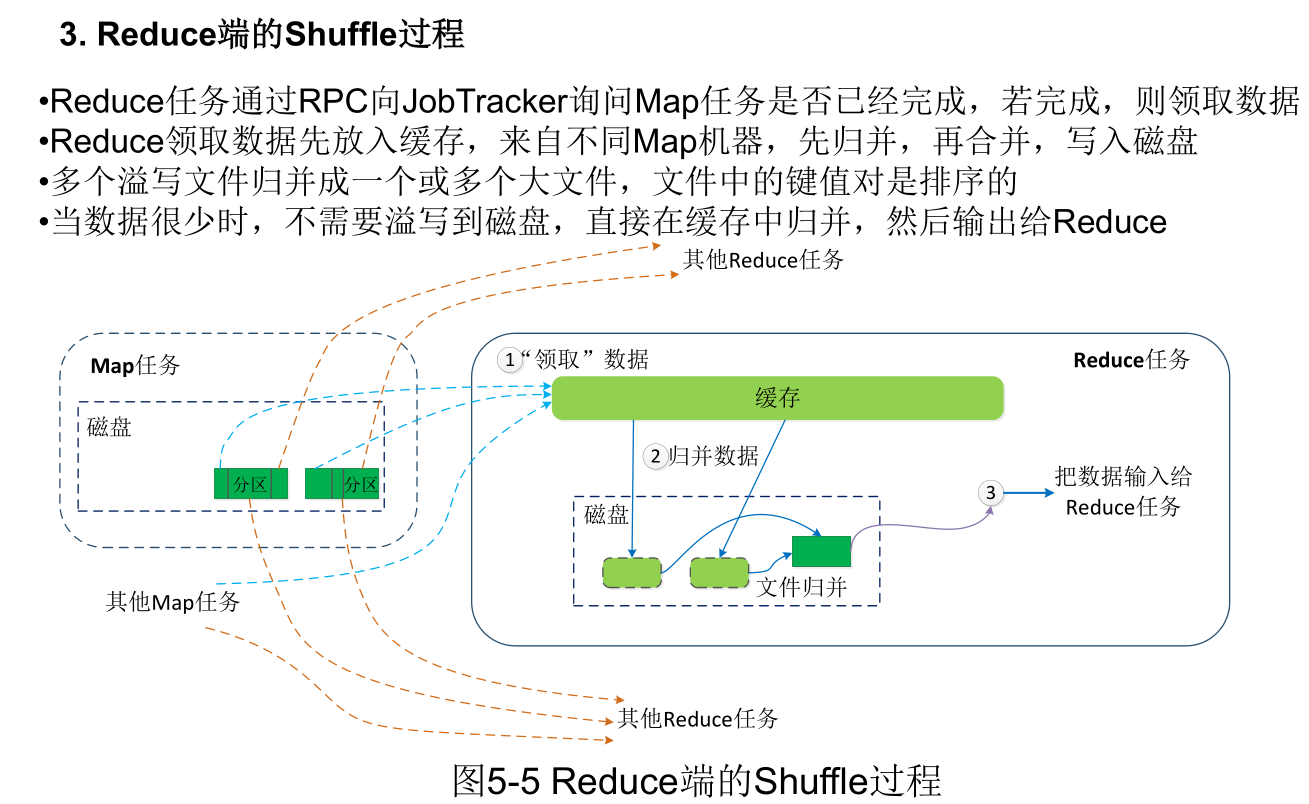 3. Reduce端的Shuffle过程
•Reduce任务通过RPC向JobTracker询问Map任务是否已经完成，若完成，则领取数据
•Reduce领取数据先放入缓存，来自不同Map机器，先归并，再合并，写入磁盘
•多个溢写文件归并成一个或多个大文件，文件中的键值对是排序的
•当数据很少时，不需要溢写到磁盘，直接在缓存中归并，然后输出给Reduce
其他Reduce任务
Map任务
磁盘
分区
分区
其他Map任务
1 “领取”数据
Reduce任务
缓存
2 归并数据
磁盘
文件归并
3
把数据输入给
Reduce任务
其他Reduce任务
图5-5 Reduce端的Shuffle过程